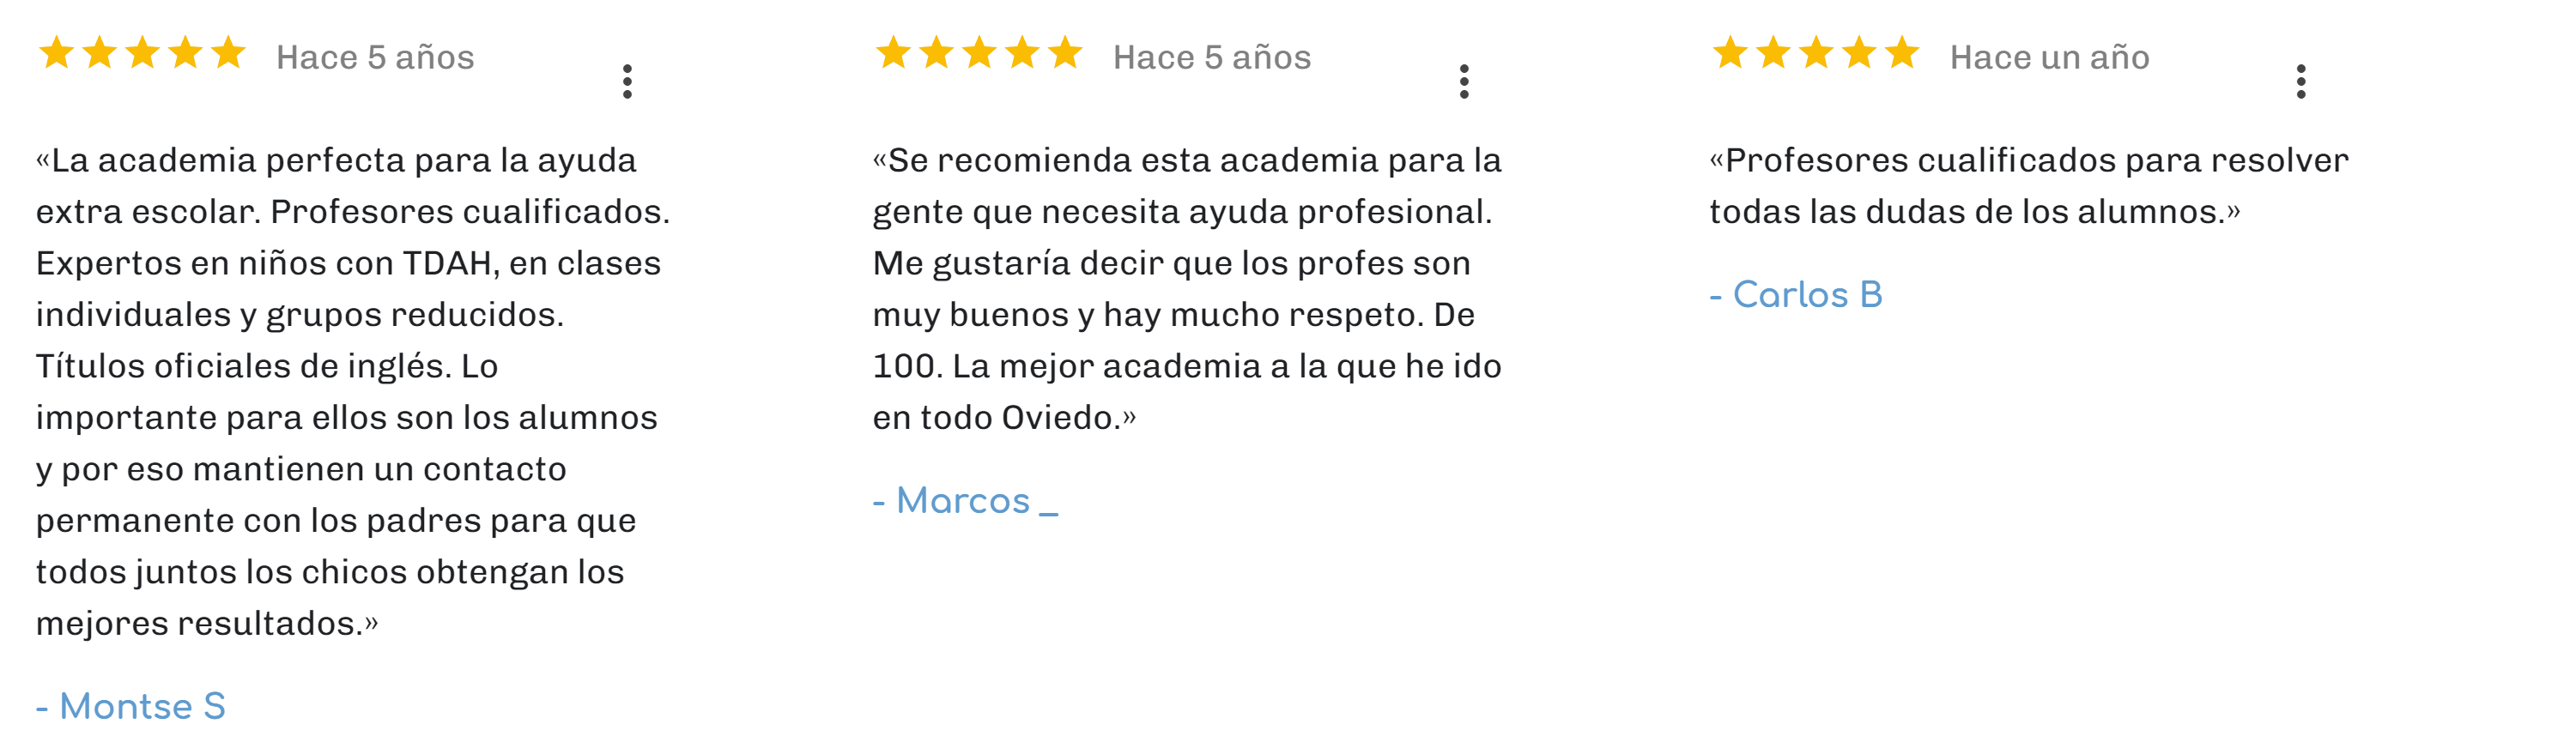 Hace 5 años
«La academia perfecta para la ayuda
extra escolar. Profesores cualificados.
Expertos en niños con TDAH, en clases
individuales y grupos reducidos.
Títulos oficiales de inglés. Lo
importante para ellos son los alumnos
y por eso mantienen un contacto
permanente con los padres para que
todos juntos los chicos obtengan los
mejores resultados.»
- Montse S
Hace 5 años
«Se recomienda esta academia para la
gente que necesita ayuda profesional.
Me gustaría decir que los profes son
muy buenos y hay mucho respeto. De
100. La mejor academia a la que he ido
en todo Oviedo.»
- Marcos _
Hace un año
«Profesores cualificados para resolver
todas las dudas de los alumnos.»
- Carlos B